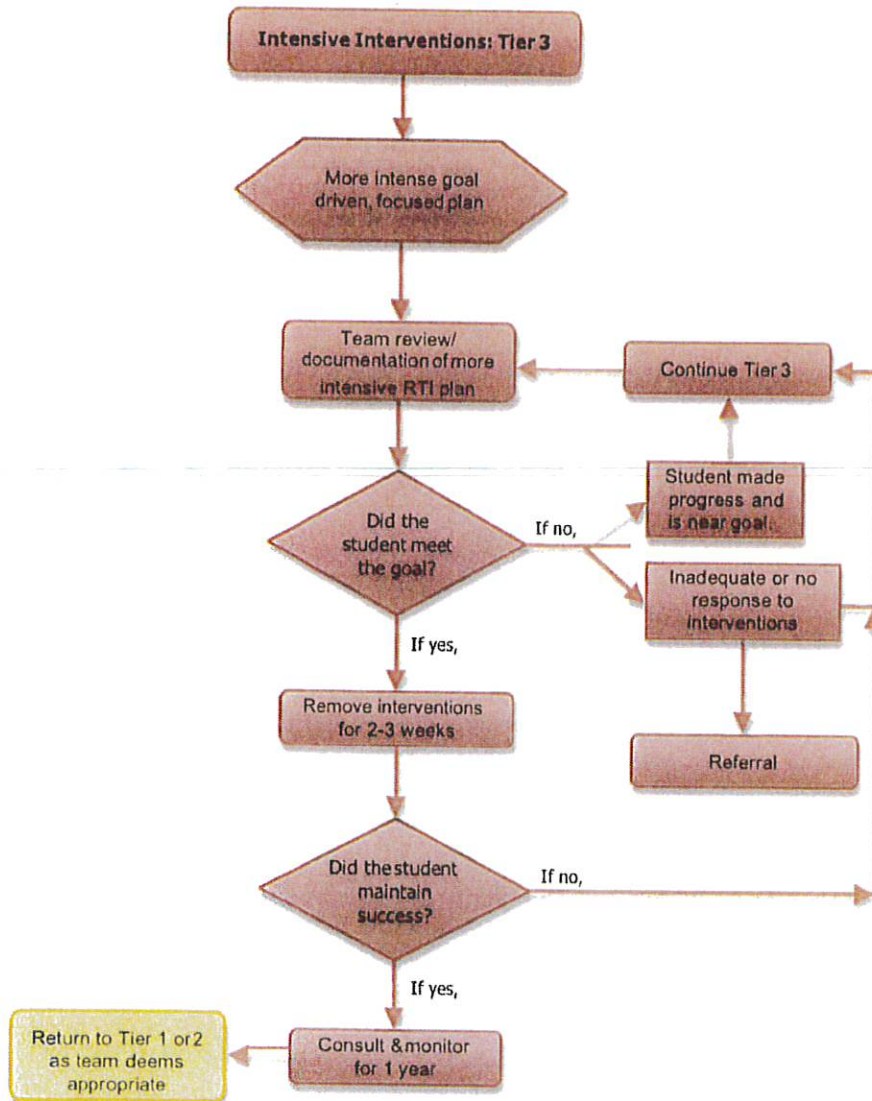 Intensive Interventions: Tier 3
More intense goal
driven, focused plan
Team review/
documentation of more
intensive RTI plan
Continue Tier 3
Student made
progress and
is near goal.
Did the
student meet
the goal?
If no,
Inadequate or no
response to
interventions
If yes,
Remove interventions
for 2-3 weeks
Referral
Did the student
maintain
success?
If no,
If yes,
Return to Tier 1 or 2
as team deems
appropriate
Consult & monitor
for 1 year